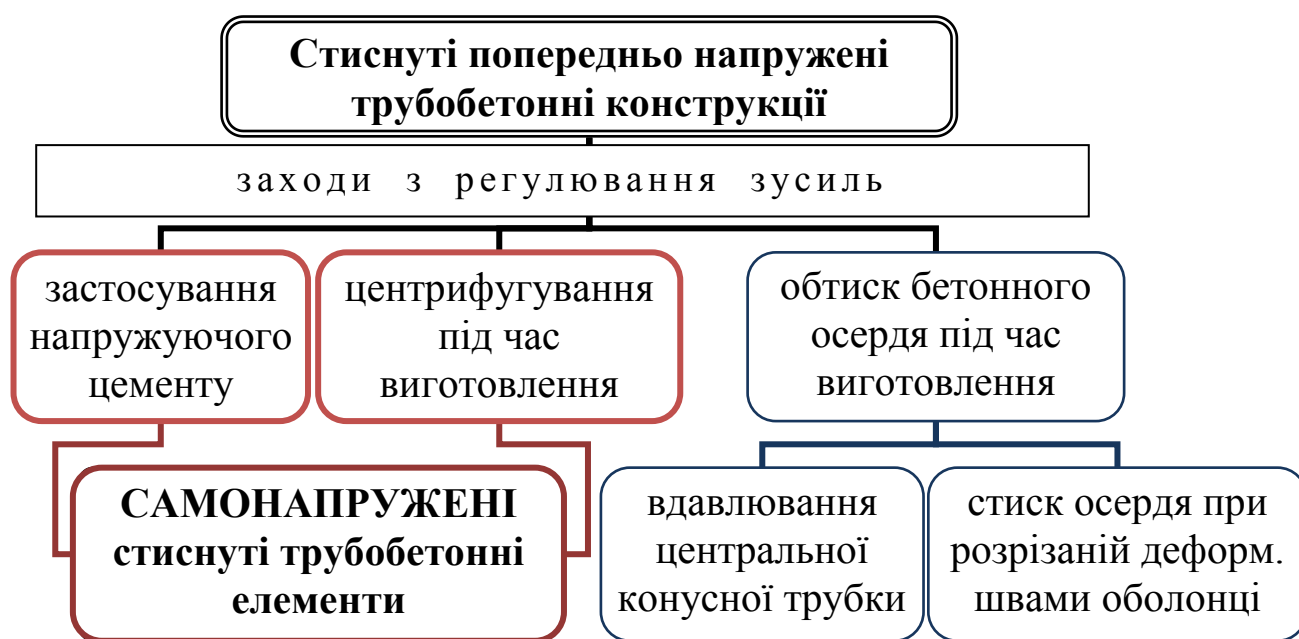 Стиснуті попередньо напружені
трубобетонні конструкції
заходи з регулювання зусиль
застосування
напружуючого
цементу
центрифугування
під час
виготовлення
обтиск бетонного
осердя під час
виготовлення
САМОНАПРУЖЕНІ
стиснуті трубобетонні
елементи
вдавлювання
центральної
конусної трубки
стиск осердя при
розрізаній деформ.
швами оболонці